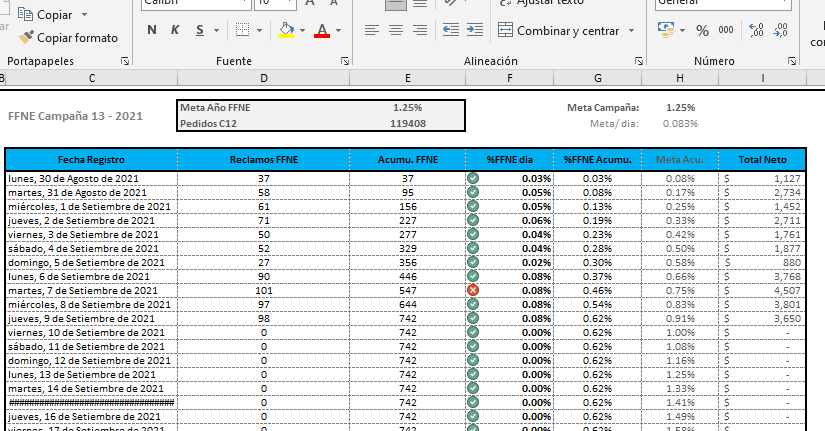 Calibri 10
Ajustar texto General
Copiar
Copiar formato
N K S A Combinar y centrar % 000
Portapapeles Fuente Alineación Número
B C D E F G H I
FFNE Campaña 13 - 2021
Meta Año FFNE 1.25% Meta Campaña: 1.25%
Pedidos C12 119408 Meta/ dia: 0.083%
Fecha Registro Reclamos FFNE Acumu. FFNE %FFNE dia %FFNE Acumu. Meta Acu. Total Neto
lunes, 30 de Agosto de 2021 37 37 0.03% 0.03% 0.08% $ 1,127
martes, 31 de Agosto de 2021 58 95 0.05% 0.08% 0.17% $ 2,734
miércoles, 1 de Setiembre de 2021 61 156 0.05% 0.13% 0.25% $ 1,452
jueves, 2 de Setiembre de 2021 71 227 0.06% 0.19% 0.33% $ 2,711
viernes, 3 de Setiembre de 2021 50 277 0.04% 0.23% 0.42% $ 1,761
sábado, 4 de Setiembre de 2021 52 329 0.04% 0.28% 0.50% $ 1,877
domingo, 5 de Setiembre de 2021 27 356 0.02% 0.30% 0.58% $ 880
lunes, 6 de Setiembre de 2021 90 446 0.08% 0.37% 0.66% $ 3,768
martes, 7 de Setiembre de 2021 101 547 0.08% 0.46% 0.75% $ 4,507
miércoles, 8 de Setiembre de 2021 97 644 0.08% 0.54% 0.83% $ 3,801
jueves, 9 de Setiembre de 2021 98 742 0.08% 0.62% 0.91% $ 3,650
viernes, 10 de Setiembre de 2021 0 742 0.00% 0.62% 1.00% $ -
sábado, 11 de Setiembre de 2021 0 742 0.00% 0.62% 1.08% $ -
domingo, 12 de Setiembre de 2021 0 742 0.00% 0.62% 1.16% $ -
lunes, 13 de Setiembre de 2021 0 742 0.00% 0.62% 1.25% $ -
martes, 14 de Setiembre de 2021 0 742 0.00% 0.62% 1.33% $ -
################################## 0 742 0.00% 0.62% 1.41% $ -
jueves, 16 de Setiembre de 2021 0 742 0.00% 0.62% 1.49% $ -
viernes, 17 de Setiembre de 2021 0 742 0.00% 0.62% 1.58% $ -